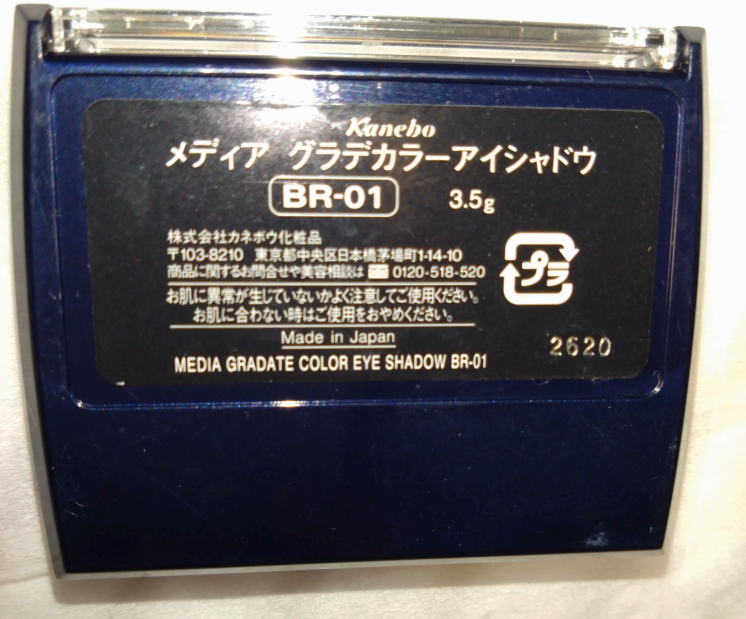 Kanebo
メディア グラデカラーアイシャドウ
BR-01 3.5g
株式会社カネボウ化粧品
〒103-8210 東京都中央区日本橋茅場町1-14-10
商品に関するお問合せや美容相談は 0120-518-520
プラ
お肌に異常が生じていないかよく注意してご使用ください。
お肌に合わない時はご使用をおやめください。
Made in Japan
2620
MEDIA GRADATE COLOR EYE SHADOW BR-01